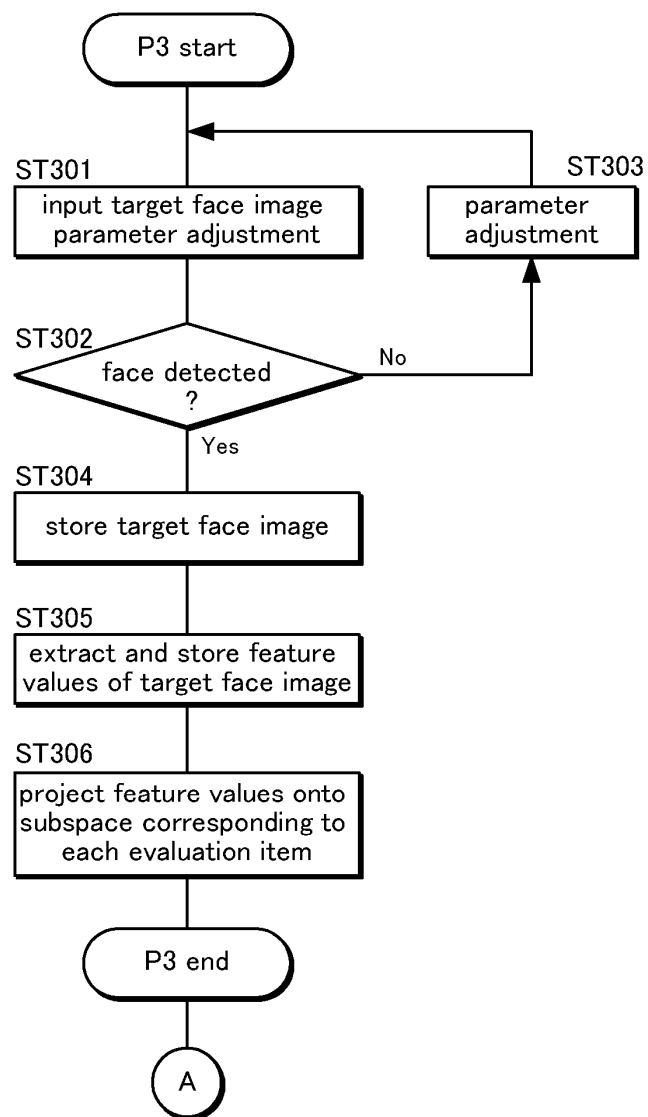 P3 start
ST301
input target face image
parameter adjustment
ST303
parameter
adjustment
ST302
face detected
?
No
Yes
ST304
store target face image
ST305
extract and store feature
values of target face image
ST306
project feature values onto
subspace corresponding to
each evaluation item
P3 end
A